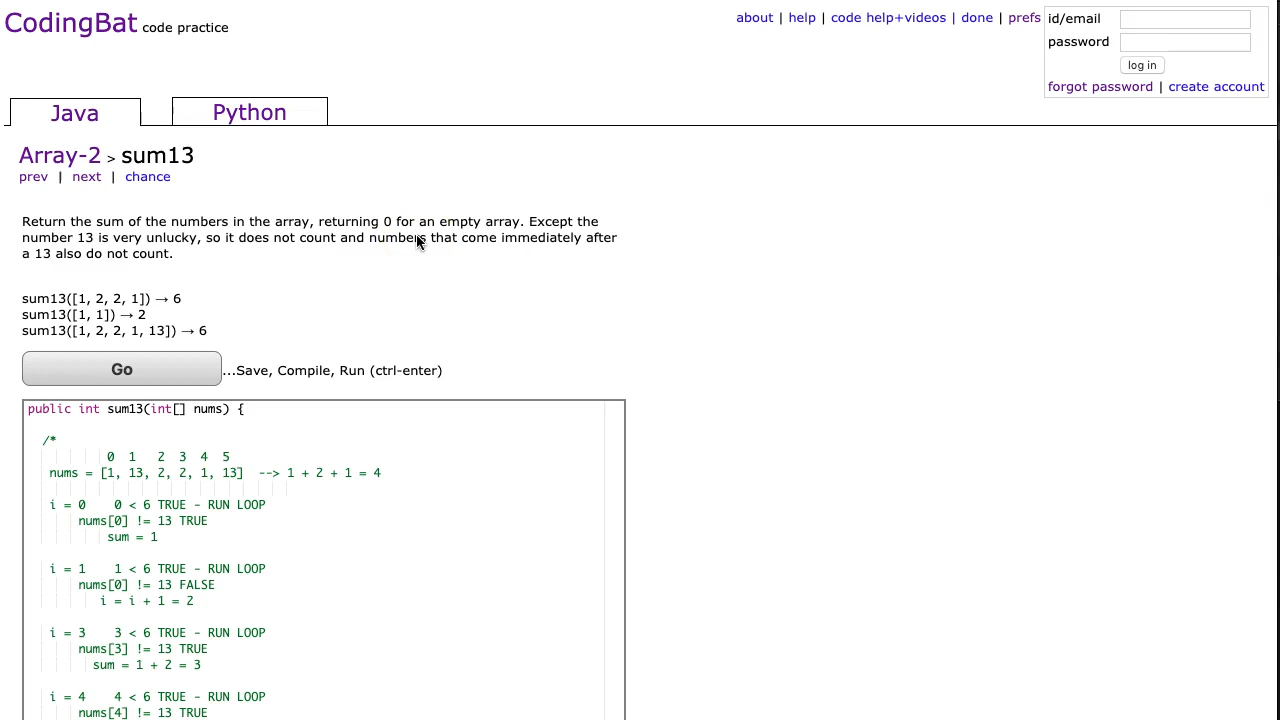 CodingBat code practice
about | help | code help+videos | done | prefs
id/email
password
log in
forgot password | create account
Java
Python
Array-2 > sum13
prev | next | chance
Return the sum of the numbers in the array, returning 0 for an empty array. Except the
number 13 is very unlucky, so it does not count and numbers that come immediately after
a 13 also do not count.
sum13([1, 2, 2, 1]) → 6
sum13([1, 1]) → 2
sum13([1, 2, 2, 1, 13]) → 6
Go ...Save, Compile, Run (ctrl-enter)
public int sum13(int[] nums) {
/*
0 1 2 3 4 5
nums = [1, 13, 2, 2, 1, 13] --> 1 + 2 + 1 = 4
i = 0 0 < 6 TRUE - RUN LOOP
nums[0] != 13 TRUE
sum = 1
i = 1 1 < 6 TRUE - RUN LOOP
nums[0] != 13 FALSE
i = i + 1 = 2
i = 3 3 < 6 TRUE - RUN LOOP
nums[3] != 13 TRUE
sum = 1 + 2 = 3
i = 4 4 < 6 TRUE - RUN LOOP
nums[4] != 13 TRUE